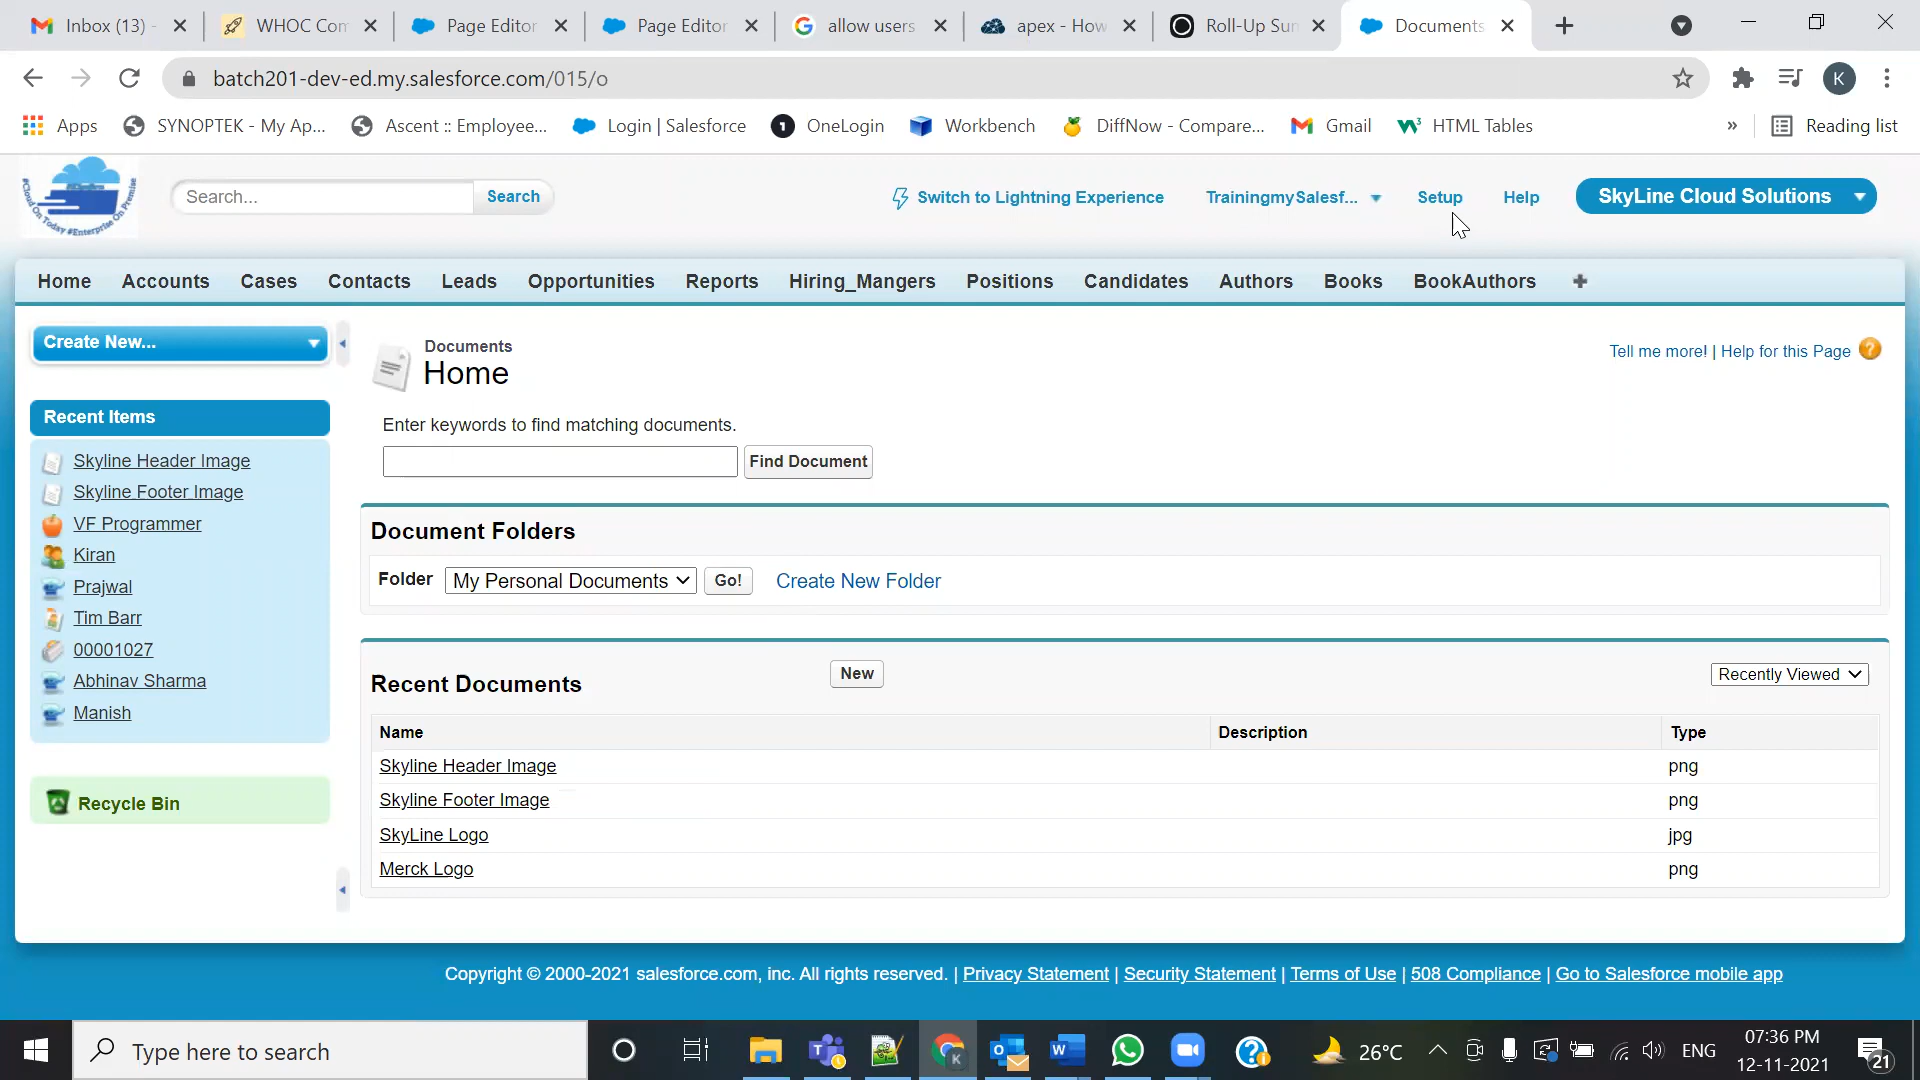 Inbox (13) -
WHOC Com
Page Editor
Page Editor
allow users
apex - How
Roll-Up Sun
Documents
batch201-dev-ed.my.salesforce.com/015/o
K
Apps
SYNOPTEK - My Ap...
Ascent :: Employee...
Login | Salesforce
OneLogin
Workbench
DiffNow - Compare...
Gmail
HTML Tables
»
Reading list
#Cloud On Today #Enterprise On Premise
Search...
Search
Switch to Lightning Experience
TrainingmySalesf...
Setup
Help
SkyLine Cloud Solutions
Home
Accounts
Cases
Contacts
Leads
Opportunities
Reports
Hiring_Mangers
Positions
Candidates
Authors
Books
BookAuthors
Create New...
Recent Items
Skyline Header Image
Skyline Footer Image
VF Programmer
Kiran
Prajwal
Tim Barr
00001027
Abhinav Sharma
Manish
Recycle Bin
Documents
Home
Tell me more! | Help for this Page
Enter keywords to find matching documents.
Find Document
Document Folders
Folder
My Personal Documents
Go!
Create New Folder
Recent Documents
New
Recently Viewed
Name Description Type
Skyline Header Image png
Skyline Footer Image png
SkyLine Logo jpg
Merck Logo png
Copyright © 2000-2021 salesforce.com, inc. All rights reserved. | Privacy Statement | Security Statement | Terms of Use | 508 Compliance | Go to Salesforce mobile app
Type here to search
26°C
ENG
07:36 PM
12-11-2021
21